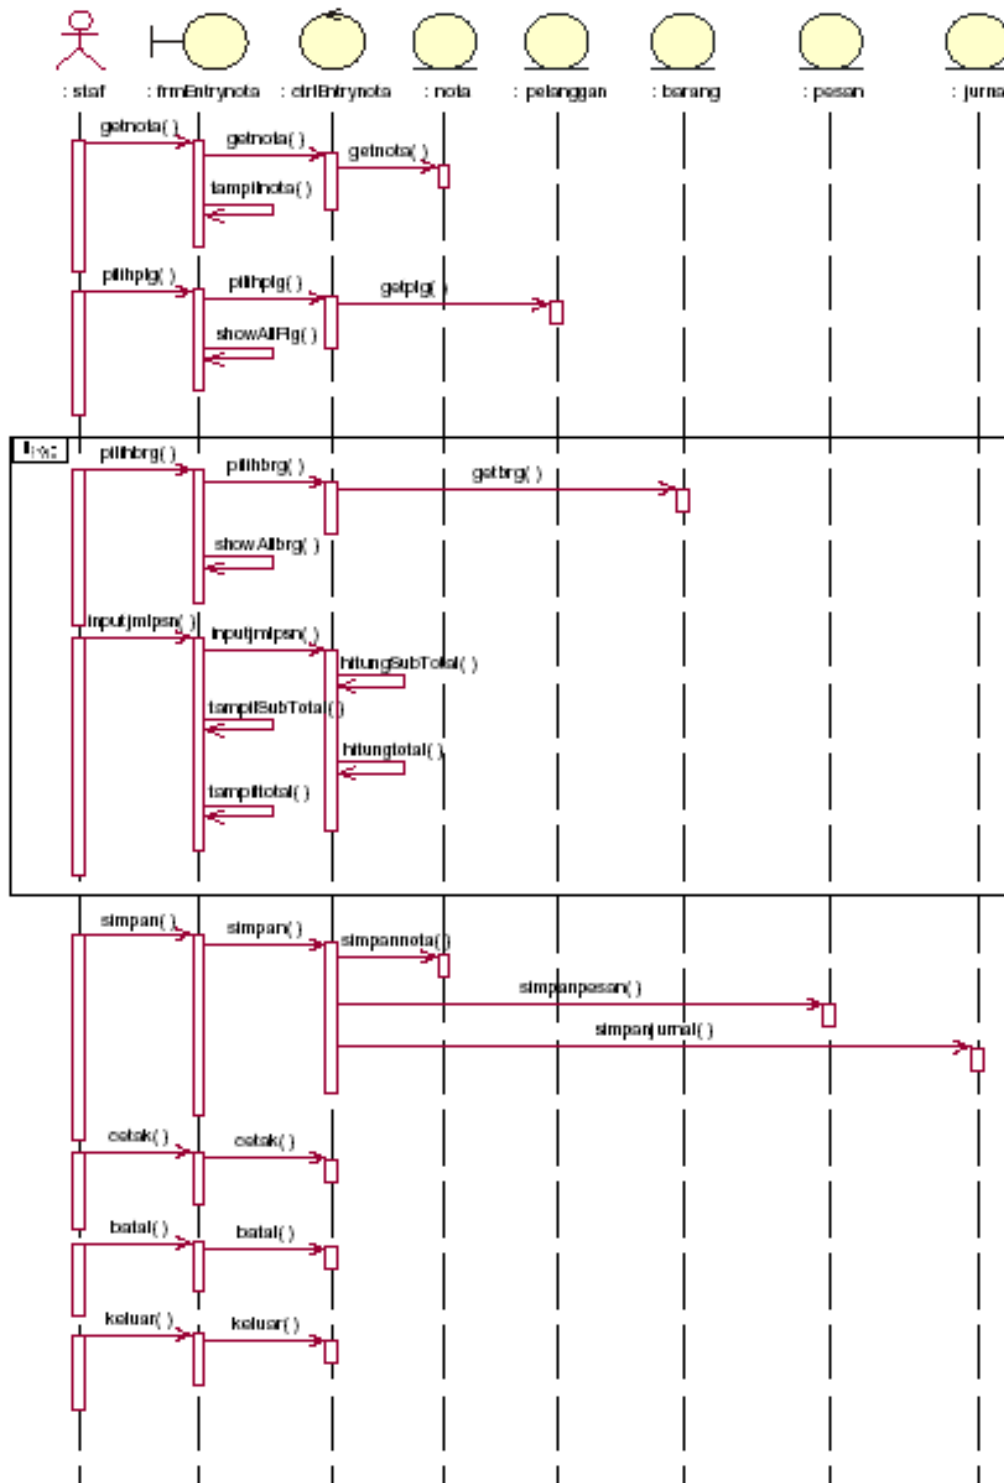 : staf : frmEntrynota : ctrlEntrynota : nota : pelanggan : barang : pesan : jurna
getnota( )
getnota( )
getnota( )
tampilnota( )
pilihplg( )
pilihplg( )
getplg( )
showAllPlg( )
pilihbrg( )
pilihbrg( )
getbrg( )
showAllbrg( )
inputjmlpsn( )
inputjmlpsn( )
hitungSubTotal( )
tampilSubTotal( )
hitungtotal( )
tampiltotal( )
simpan( )
simpan( )
simpannota( )
simpanpesan( )
simpanjurnal( )
cetak( )
cetak( )
batal( )
batal( )
keluar( )
keluar( )